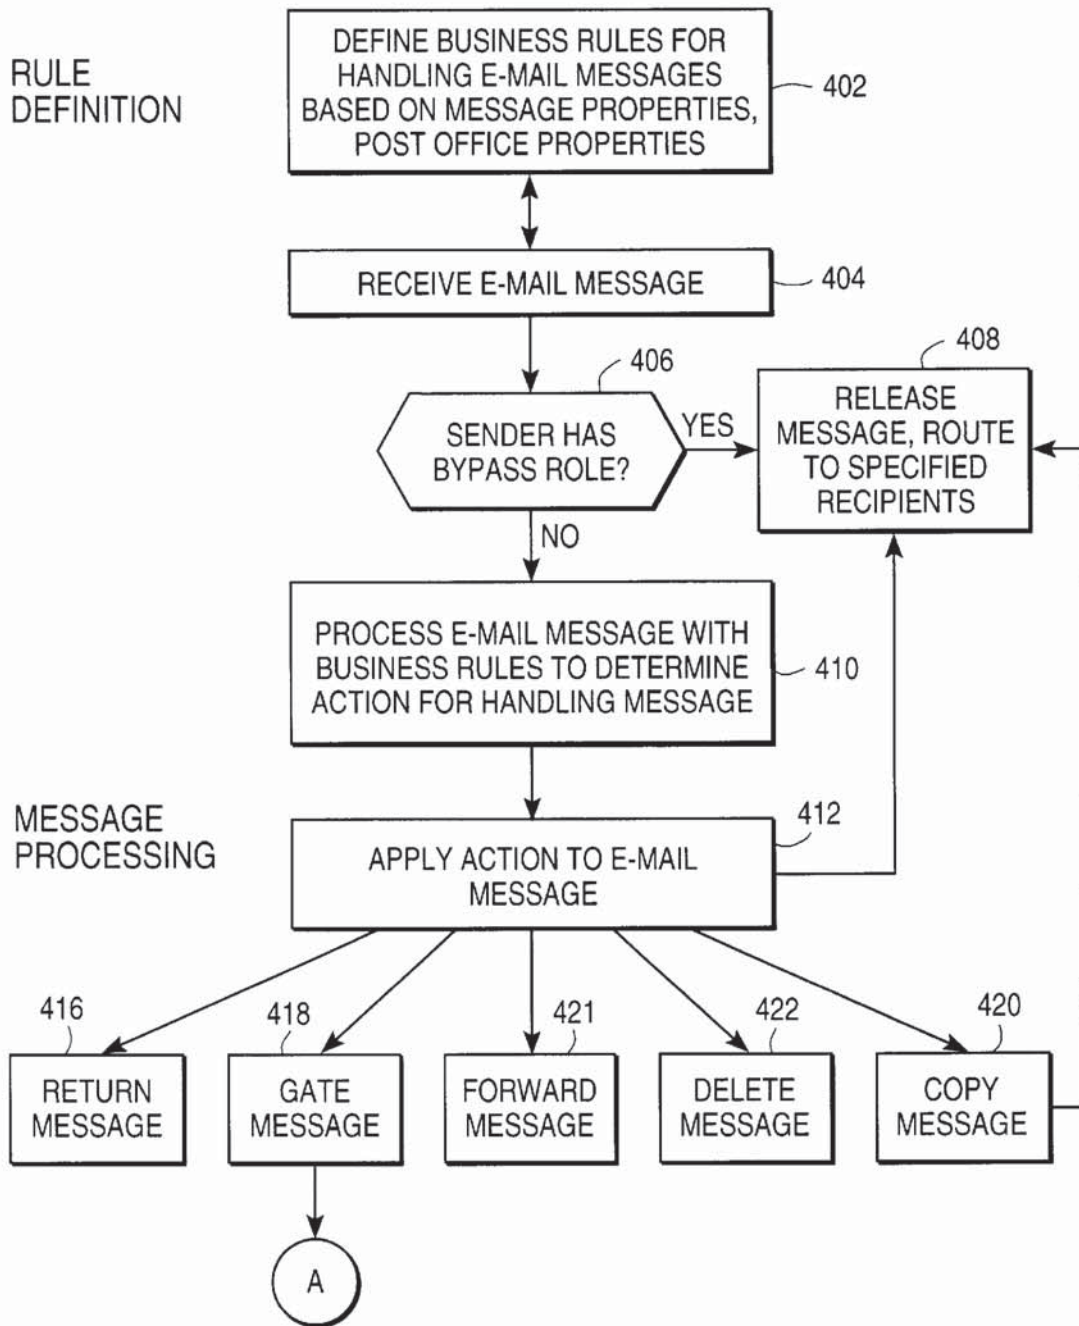 RULE
DEFINITION
DEFINE BUSINESS RULES FOR
HANDLING E-MAIL MESSAGES
BASED ON MESSAGE PROPERTIES,
POST OFFICE PROPERTIES
402
RECEIVE E-MAIL MESSAGE
404
406
SENDER HAS
BYPASS ROLE?
YES
NO
408
RELEASE
MESSAGE, ROUTE
TO SPECIFIED
RECIPIENTS
PROCESS E-MAIL MESSAGE WITH
BUSINESS RULES TO DETERMINE
ACTION FOR HANDLING MESSAGE
410
MESSAGE
PROCESSING
412
APPLY ACTION TO E-MAIL
MESSAGE
416
RETURN
MESSAGE
418
GATE
MESSAGE
421
FORWARD
MESSAGE
422
DELETE
MESSAGE
420
COPY
MESSAGE
A